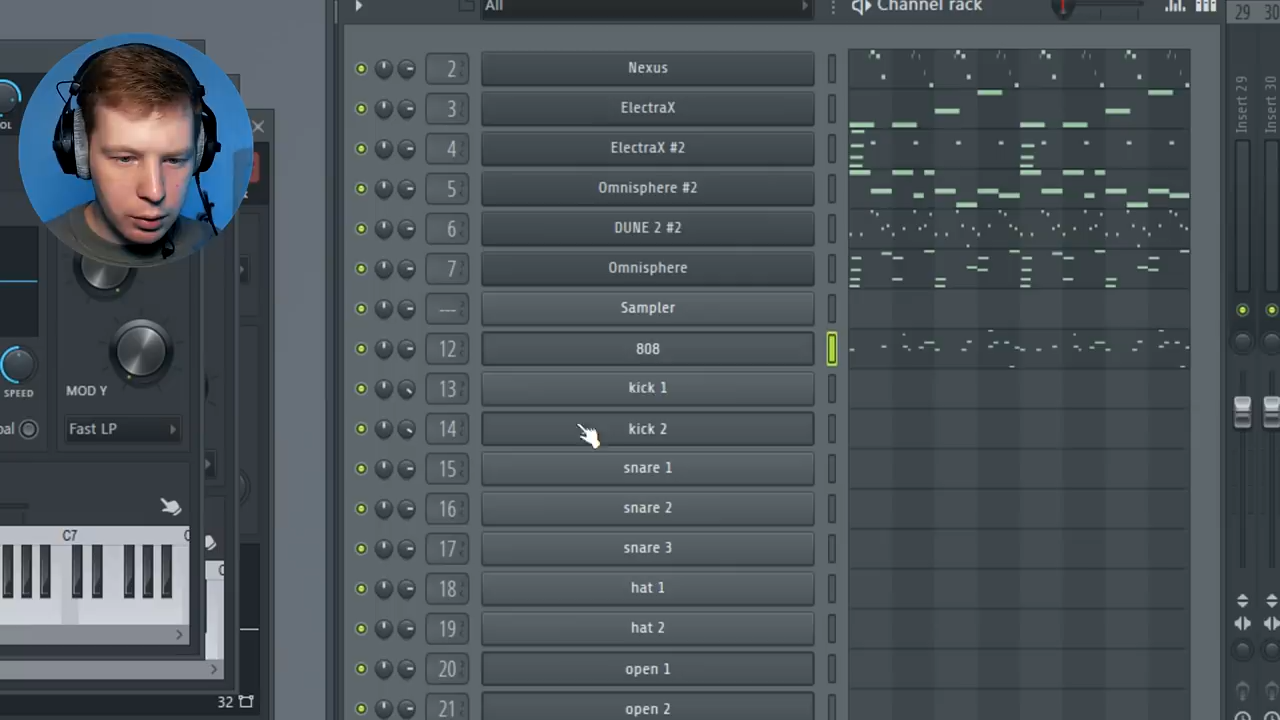 All
Channel rack
29 30
2 Nexus
3 ElectraX
4 ElectraX #2
5 Omnisphere #2
6 DUNE 2 #2
7 Omnisphere
--- Sampler
12 808
13 kick 1
14 kick 2
15 snare 1
16 snare 2
17 snare 3
18 hat 1
19 hat 2
20 open 1
21 open 2
Insert 29
Insert 30
OL
SPEED
MOD Y
bal
Fast LP
C7
C
C
32